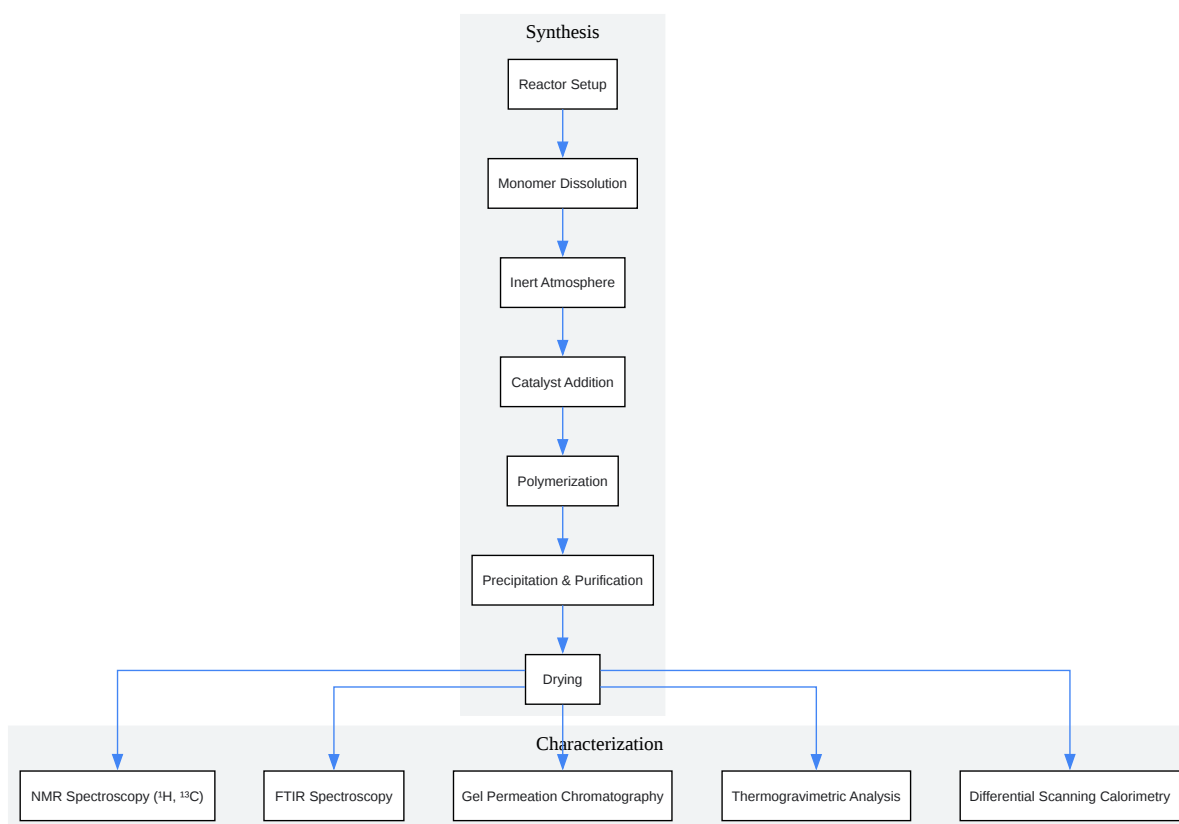 Synthesis
Reactor Setup
Monomer Dissolution
Inert Atmosphere
Catalyst Addition
Polymerization
Precipitation & Purification
Drying
Characterization
NMR Spectroscopy (¹H, ¹³C)
FTIR Spectroscopy
Gel Permeation Chromatography
Thermogravimetric Analysis
Differential Scanning Calorimetry